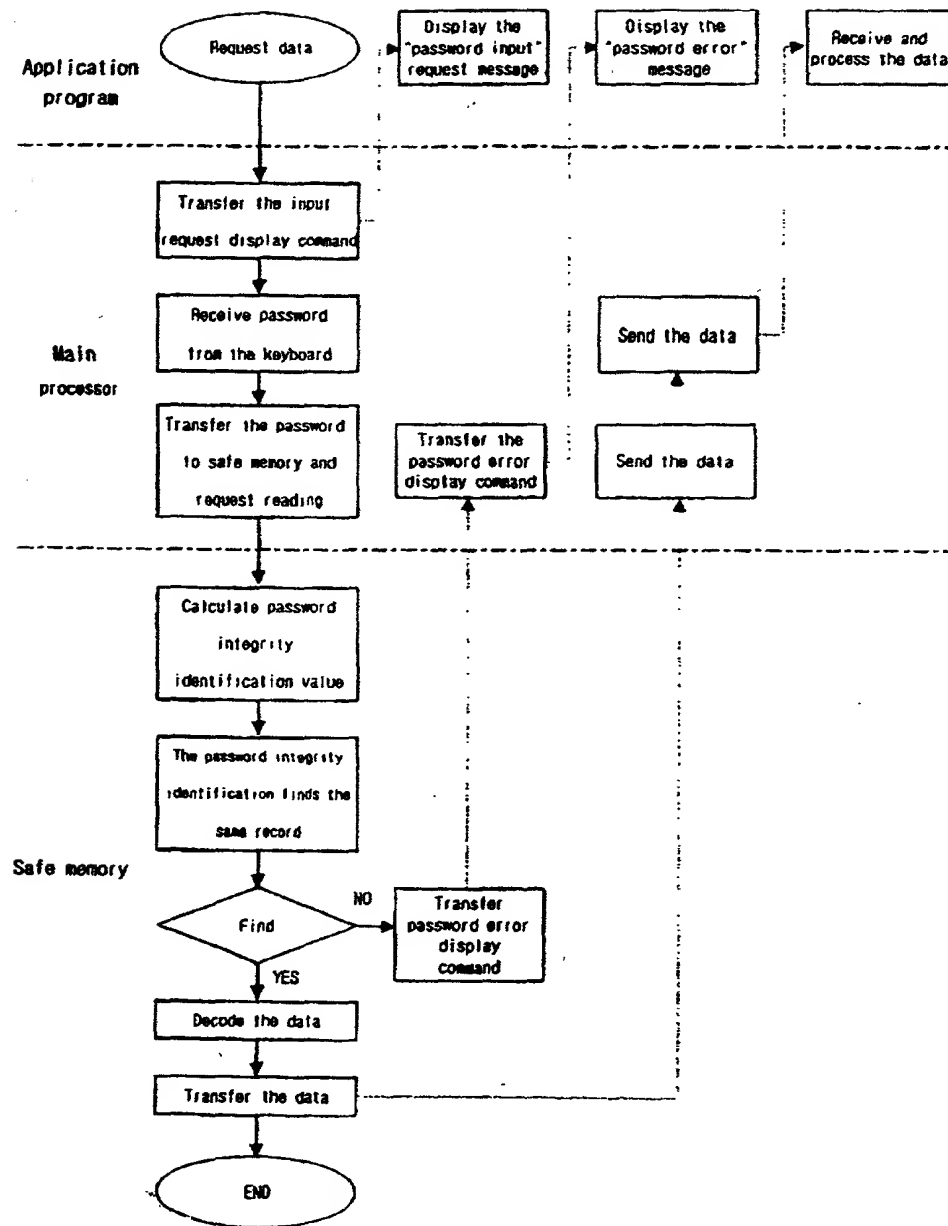 Request data
Display the
"password input"
request message
Display the
"password error"
message
Receive and
process the data
Application
program
Transfer the input
request display command
Receive password
from the keyboard
Send the data
Main
processor
Transfer the password
to safe memory and
request reading
Transfer the
password error
display command
Send the data
Calculate password
integrity
identification value
The password integrity
identification finds the
same record
Safe memory
Find
NO
Transfer
password error
display
command
YES
Decode the data
Transfer the data
END